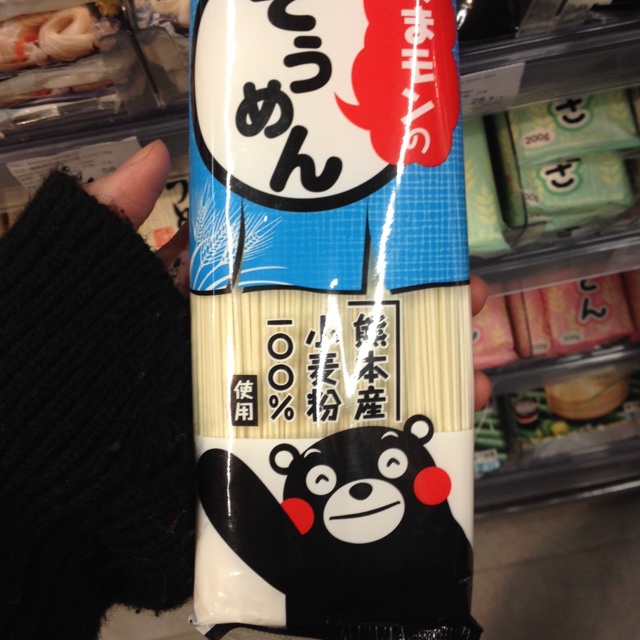 まモンの
そうめん
熊本産
小麦粉
一〇〇%
使用
200g